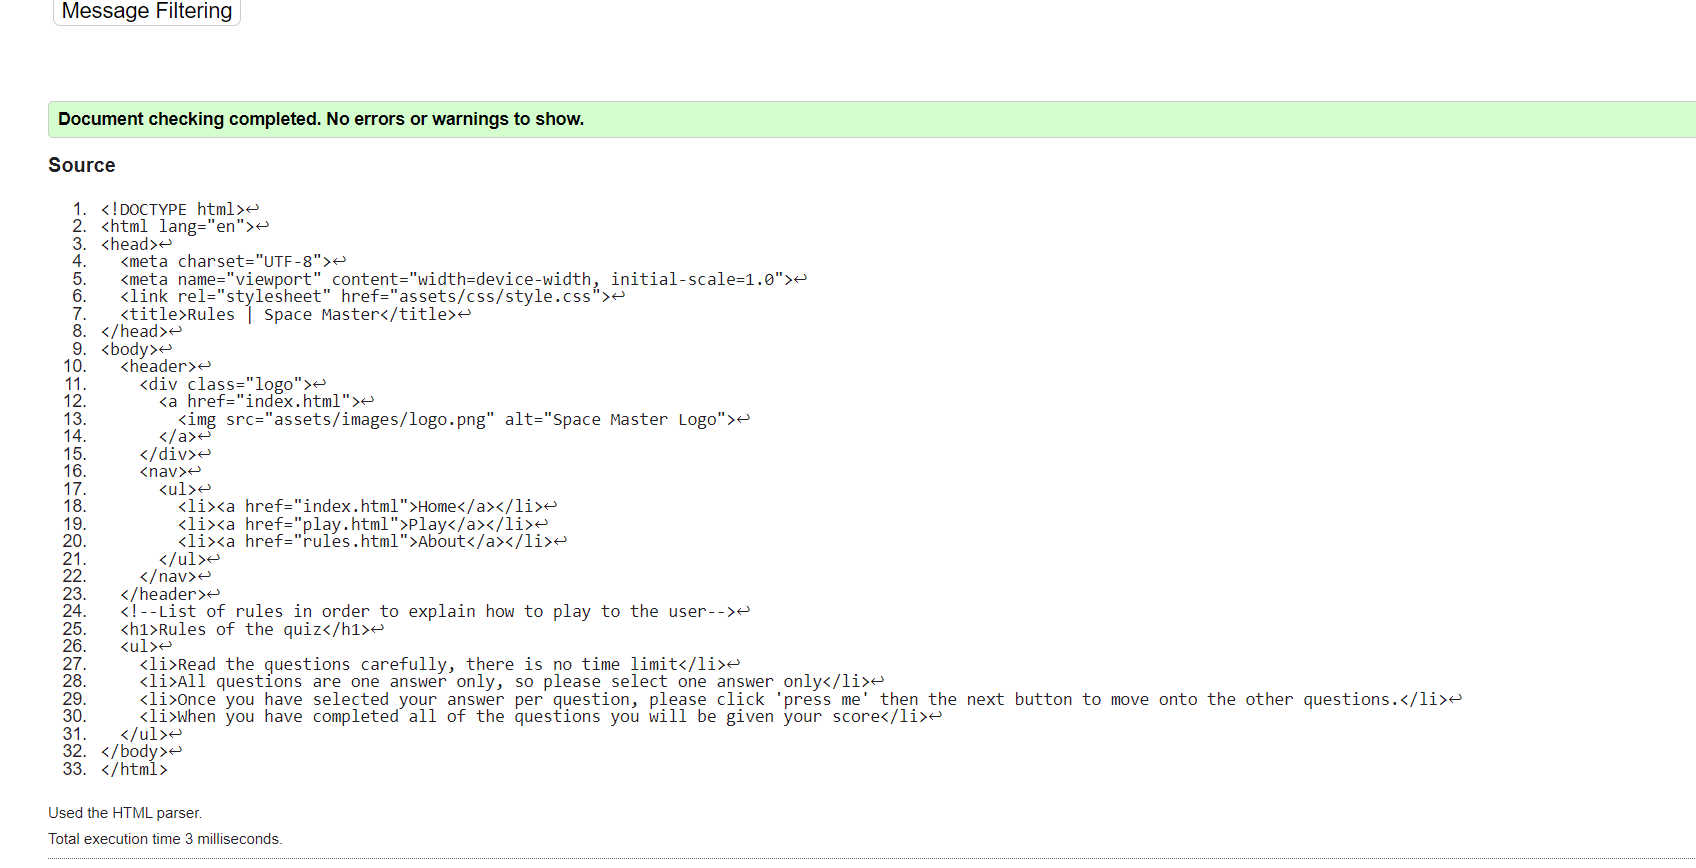 Message Filtering
Document checking completed. No errors or warnings to show.
Source
1. <!DOCTYPE html>↩
2. <html lang="en">↩
3. <head>↩
4.   <meta charset="UTF-8">↩
5.   <meta name="viewport" content="width=device-width, initial-scale=1.0">↩
6.   <link rel="stylesheet" href="assets/css/style.css">↩
7.   <title>Rules | Space Master</title>↩
8. </head>↩
9. <body>↩
10.   <header>↩
11.     <div class="logo">↩
12.       <a href="index.html">↩
13.         <img src="assets/images/logo.png" alt="Space Master Logo">↩
14.       </a>↩
15.     </div>↩
16.     <nav>↩
17.       <ul>↩
18.         <li><a href="index.html">Home</a></li>↩
19.         <li><a href="play.html">Play</a></li>↩
20.         <li><a href="rules.html">About</a></li>↩
21.       </ul>↩
22.     </nav>↩
23.   </header>↩
24.   <!--List of rules in order to explain how to play to the user-->↩
25.   <h1>Rules of the quiz</h1>↩
26.   <ul>↩
27.     <li>Read the questions carefully, there is no time limit</li>↩
28.     <li>All questions are one answer only, so please select one answer only</li>↩
29.     <li>Once you have selected your answer per question, please click 'press me' then the next button to move onto the other questions.</li>↩
30.     <li>When you have completed all of the questions you will be given your score</li>↩
31.   </ul>↩
32. </body>↩
33. </html>
Used the HTML parser.
Total execution time 3 milliseconds.